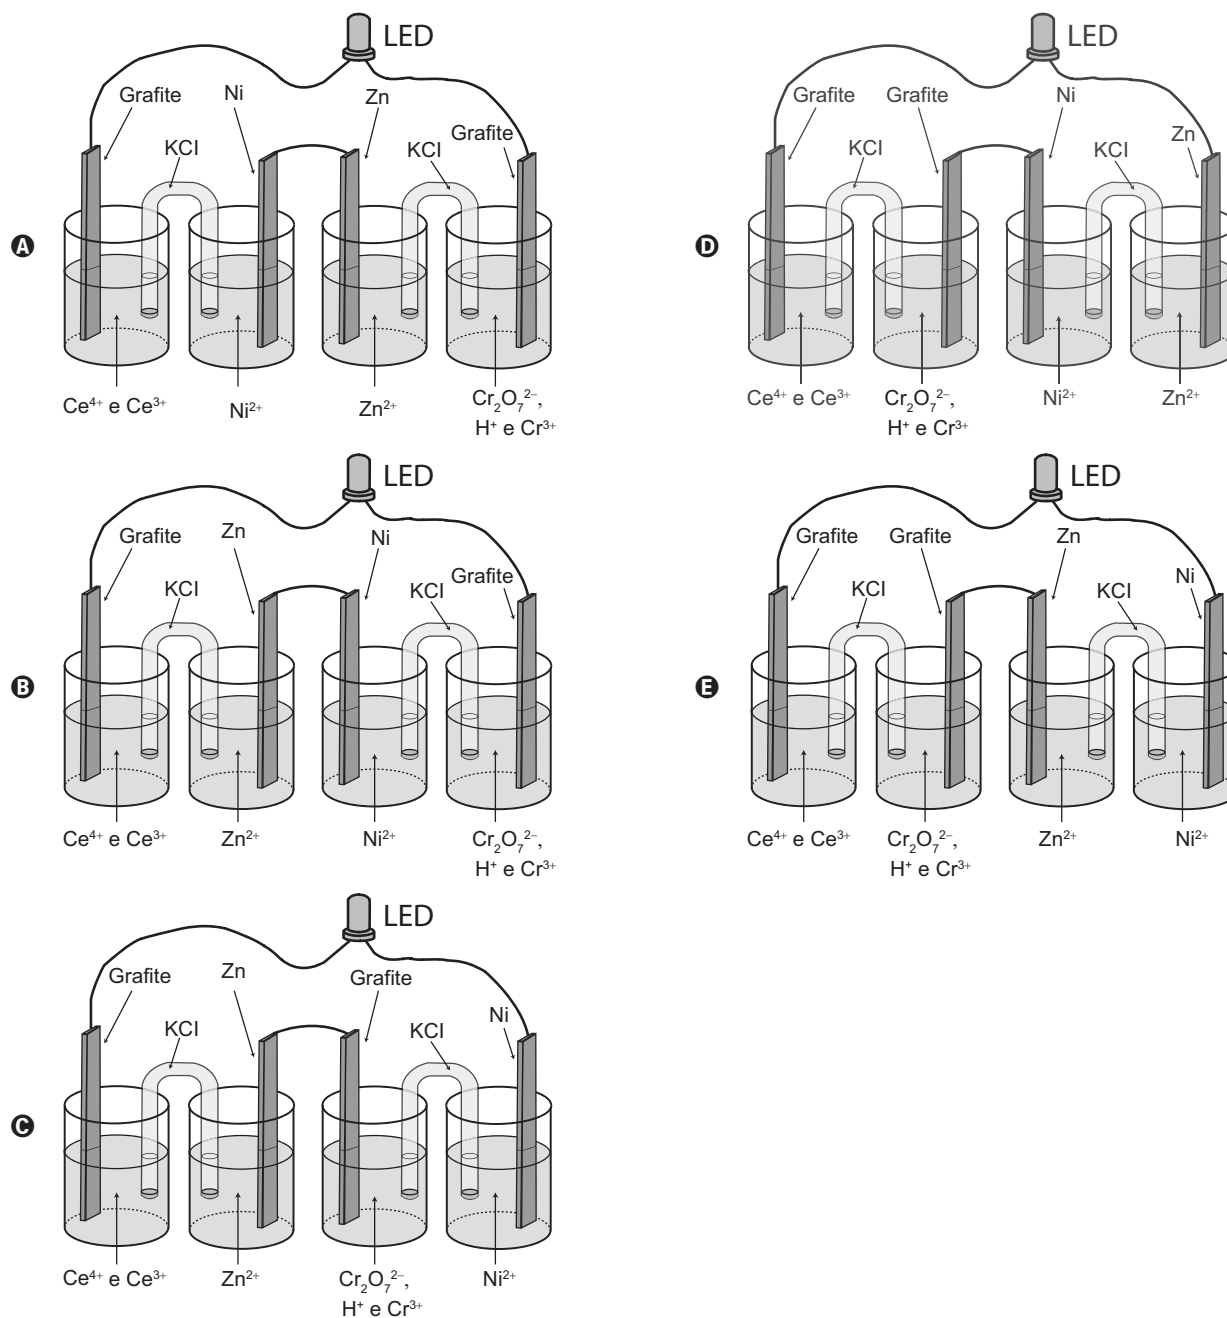 LED
Grafite
Ni
Zn
Grafite
KCl
KCl
A
Ce⁴⁺ e Ce³⁺
Ni²⁺
Zn²⁺
Cr₂O₇²⁻,
H⁺ e Cr³⁺
LED
Grafite
Zn
Ni
Grafite
KCl
KCl
B
Ce⁴⁺ e Ce³⁺
Zn²⁺
Ni²⁺
Cr₂O₇²⁻,
H⁺ e Cr³⁺
LED
Grafite
Zn
Grafite
Ni
KCl
KCl
C
Ce⁴⁺ e Ce³⁺
Zn²⁺
Cr₂O₇²⁻,
H⁺ e Cr³⁺
Ni²⁺
LED
Grafite
Grafite
Ni
Zn
KCl
KCl
D
Ce⁴⁺ e Ce³⁺
Cr₂O₇²⁻,
H⁺ e Cr³⁺
Ni²⁺
Zn²⁺
LED
Grafite
Grafite
Zn
Ni
KCl
KCl
E
Ce⁴⁺ e Ce³⁺
Cr₂O₇²⁻,
H⁺ e Cr³⁺
Zn²⁺
Ni²⁺